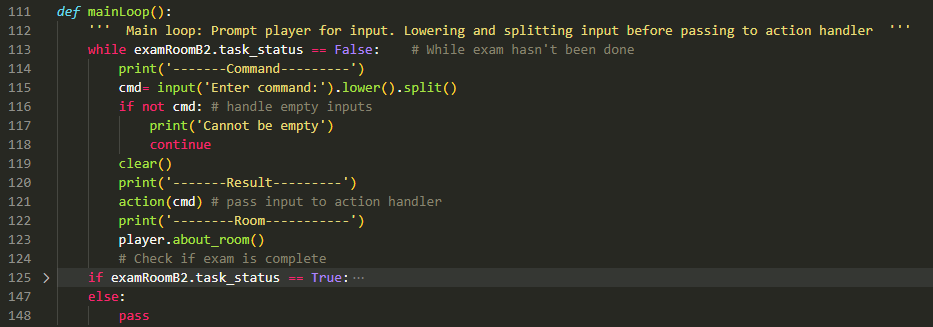 111 def mainLoop():
112     ''' Main loop: Prompt player for input. Lowering and splitting input before passing to action handler '''
113     while examRoomB2.task_status == False:    # While exam hasn't been done
114         print('-------Command---------')
115         cmd= input('Enter command:').lower().split()
116         if not cmd: # handle empty inputs
117             print('Cannot be empty')
118             continue
119         clear()
120         print('-------Result---------')
121         action(cmd) # pass input to action handler
122         print('--------Room-----------')
123         player.about_room()
124         # Check if exam is complete
125 >   if examRoomB2.task_status == True:⋯
147     else:
148         pass